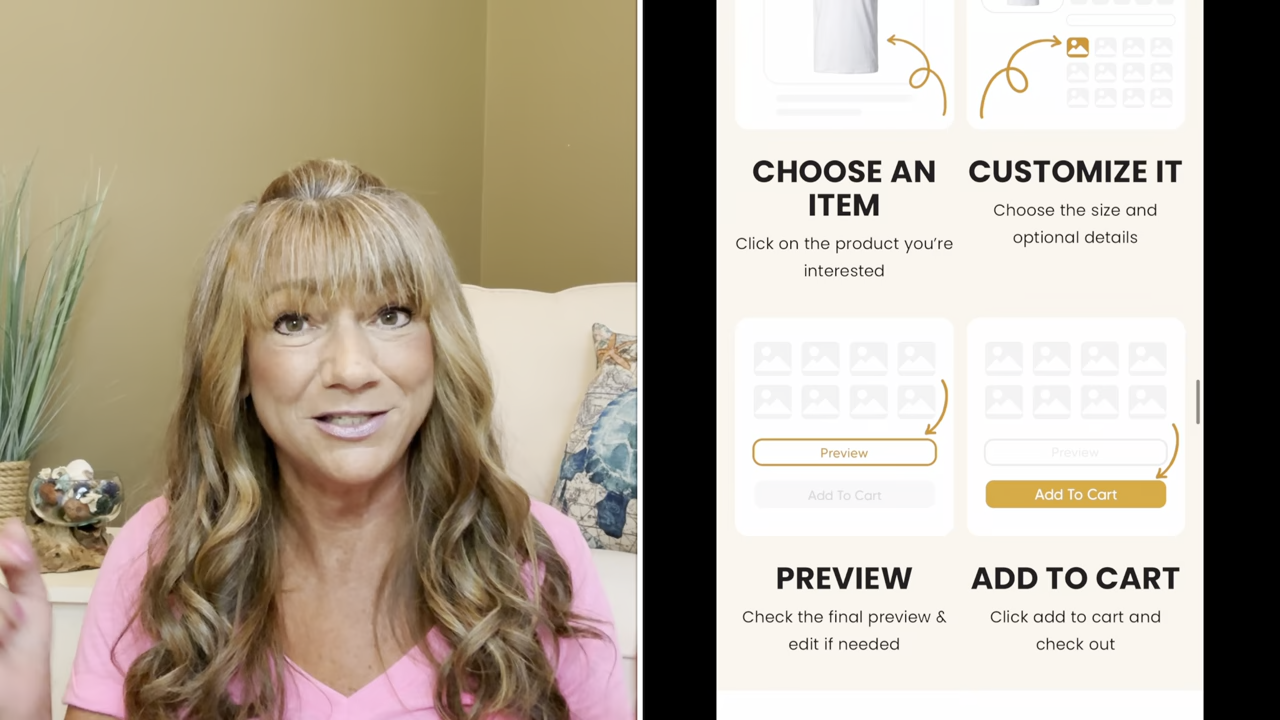 CHOOSE AN
ITEM
Click on the product you’re
interested
CUSTOMIZE IT
Choose the size and
optional details
Preview
Add To Cart
PREVIEW
Check the final preview &
edit if needed
Preview
Add To Cart
ADD TO CART
Click add to cart and
check out